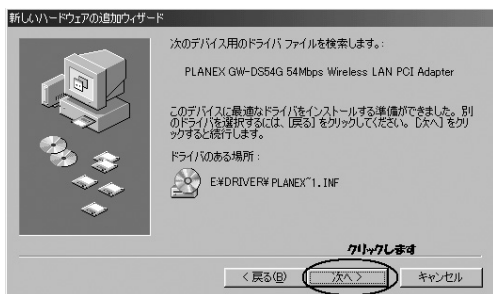 新しいハードウェアの追加ウィザード
次のデバイス用のドライバ ファイルを検索します。:
PLANEX GW-DS54G 54Mbps Wireless LAN PCI Adapter
このデバイスに最適なドライバをインストールする準備ができました。別
のドライバを選択するには、[戻る] をクリックしてください。[次へ] をクリ
ックすると続行します。
ドライバのある場所:
E¥DRIVER¥PLANEX~1.INF
クリックします
< 戻る(B)
次へ >
キャンセル